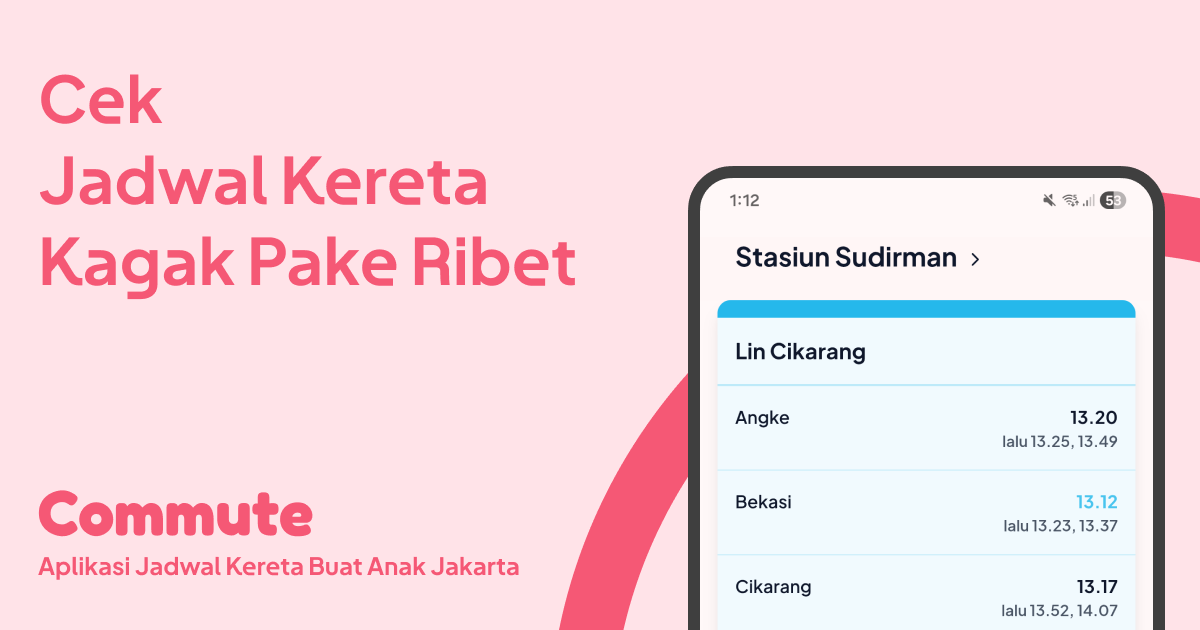 Cek
Jadwal Kereta
Kagak Pake Ribet
Commute
Aplikasi Jadwal Kereta Buat Anak Jakarta
1:12
53
Stasiun Sudirman
Lin Cikarang
Angke
13.20
lalu 13.25, 13.49
Bekasi
13.12
lalu 13.23, 13.37
Cikarang
13.17
lalu 13.52, 14.07